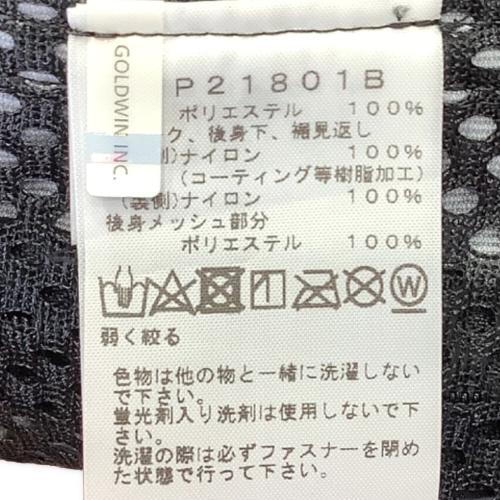 GOLDWIN INC.
P21801B
ポリエステル 100%
ク、後身下、裾見返し
側)ナイロン 100%
(コーティング等樹脂加工)
(裏側)ナイロン 100%
後身メッシュ部分
ポリエステル 100%
W
弱く絞る
色物は他の物と一緒に洗濯しない
で下さい。
蛍光剤入り洗剤は使用しないで下
さい。
洗濯の際は必ずファスナーを閉め
た状態で行って下さい。